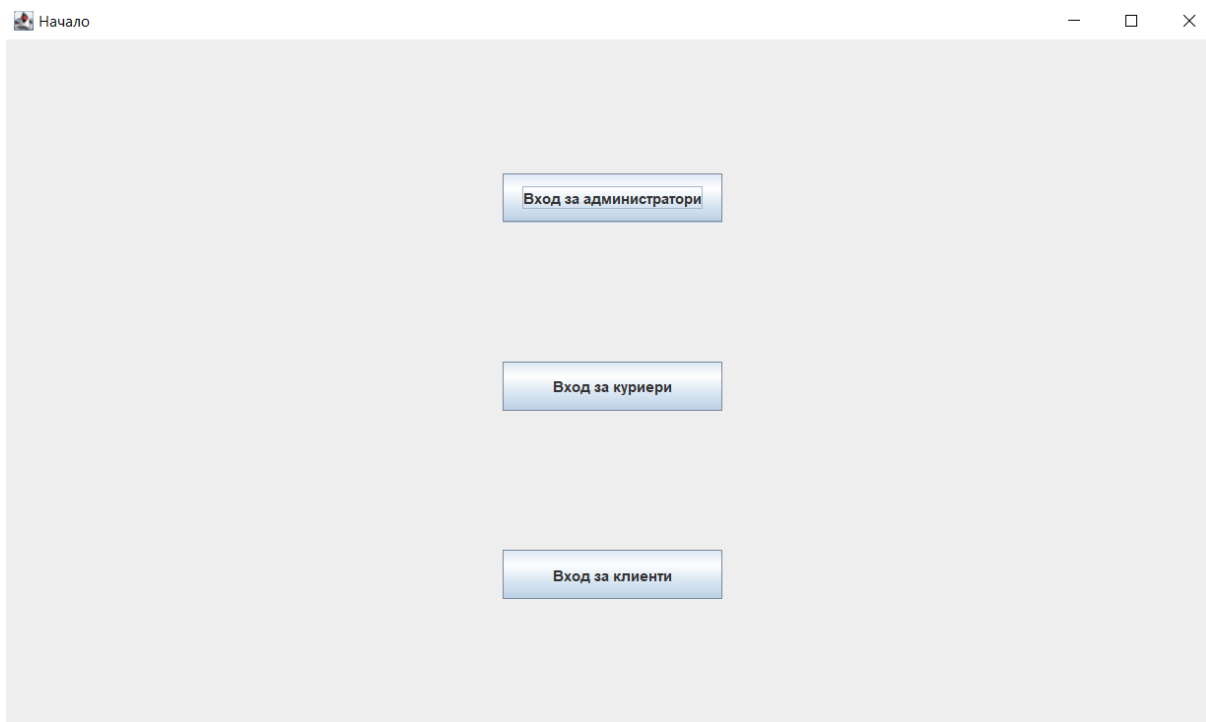 Начало
Вход за администратори
Вход за куриери
Вход за клиенти